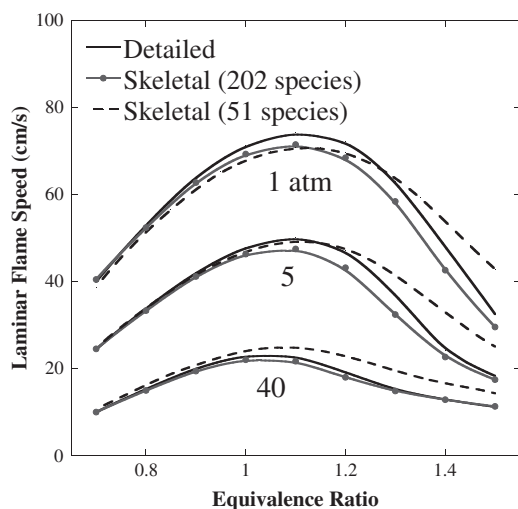 100
80
60
40
20
0
Laminar Flame Speed (cm/s)
Detailed
Skeletal (202 species)
Skeletal (51 species)
1 atm
5
40
0.8
1
1.2
1.4
Equivalence Ratio